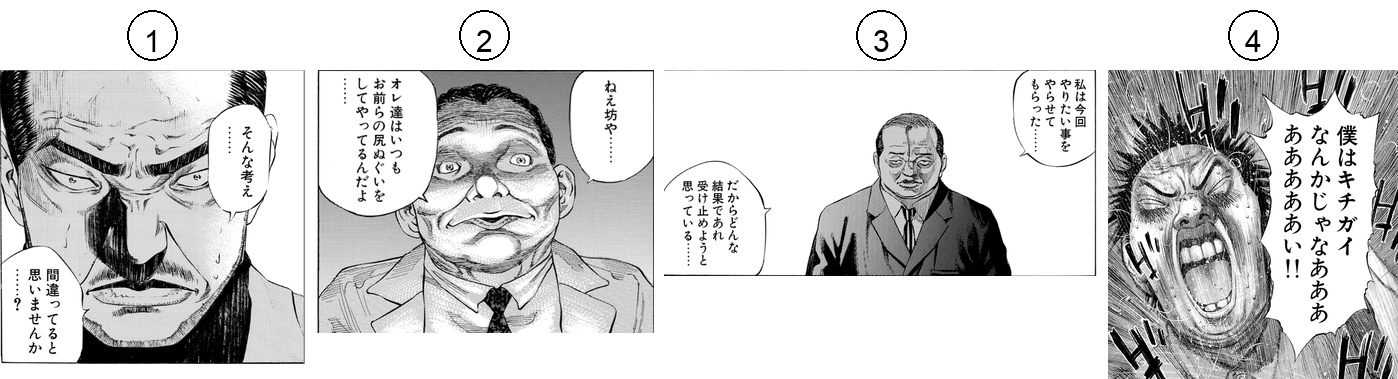 1
そんな考え
……
間違ってると
思いませんか
……?
2
ねぇ坊や……
オレ達はいつも
お前らの尻ぬぐいを
してやってるんだよ
……
3
私は今回
やりたい事を
やらせて
もらった……
だからどんな
結果であれ
受け止めようと
思っている……
4
僕はキチガイ
なんかじゃなあああ
ああああああい!!